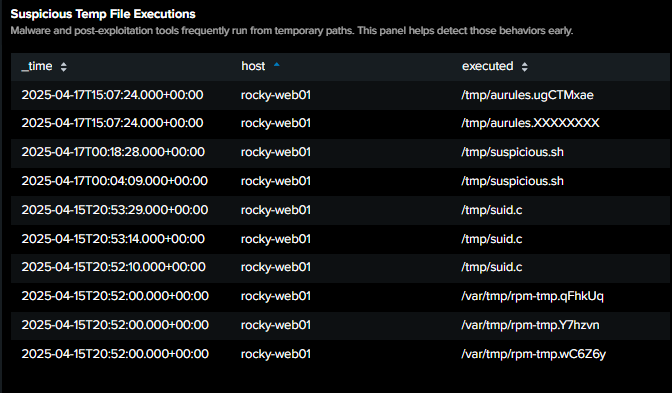 Suspicious Temp File Executions
Malware and post-exploitation tools frequently run from temporary paths. This panel helps detect those behaviors early.
_time host executed
2025-04-17T15:07:24.000+00:00 rocky-web01 /tmp/aurules.ugCTMxae
2025-04-17T15:07:24.000+00:00 rocky-web01 /tmp/aurules.XXXXXXXX
2025-04-17T00:18:28.000+00:00 rocky-web01 /tmp/suspicious.sh
2025-04-17T00:04:09.000+00:00 rocky-web01 /tmp/suspicious.sh
2025-04-15T20:53:29.000+00:00 rocky-web01 /tmp/suid.c
2025-04-15T20:53:14.000+00:00 rocky-web01 /tmp/suid.c
2025-04-15T20:52:10.000+00:00 rocky-web01 /tmp/suid.c
2025-04-15T20:52:00.000+00:00 rocky-web01 /var/tmp/rpm-tmp.qFhkUq
2025-04-15T20:52:00.000+00:00 rocky-web01 /var/tmp/rpm-tmp.Y7hzvn
2025-04-15T20:52:00.000+00:00 rocky-web01 /var/tmp/rpm-tmp.wC6Z6y